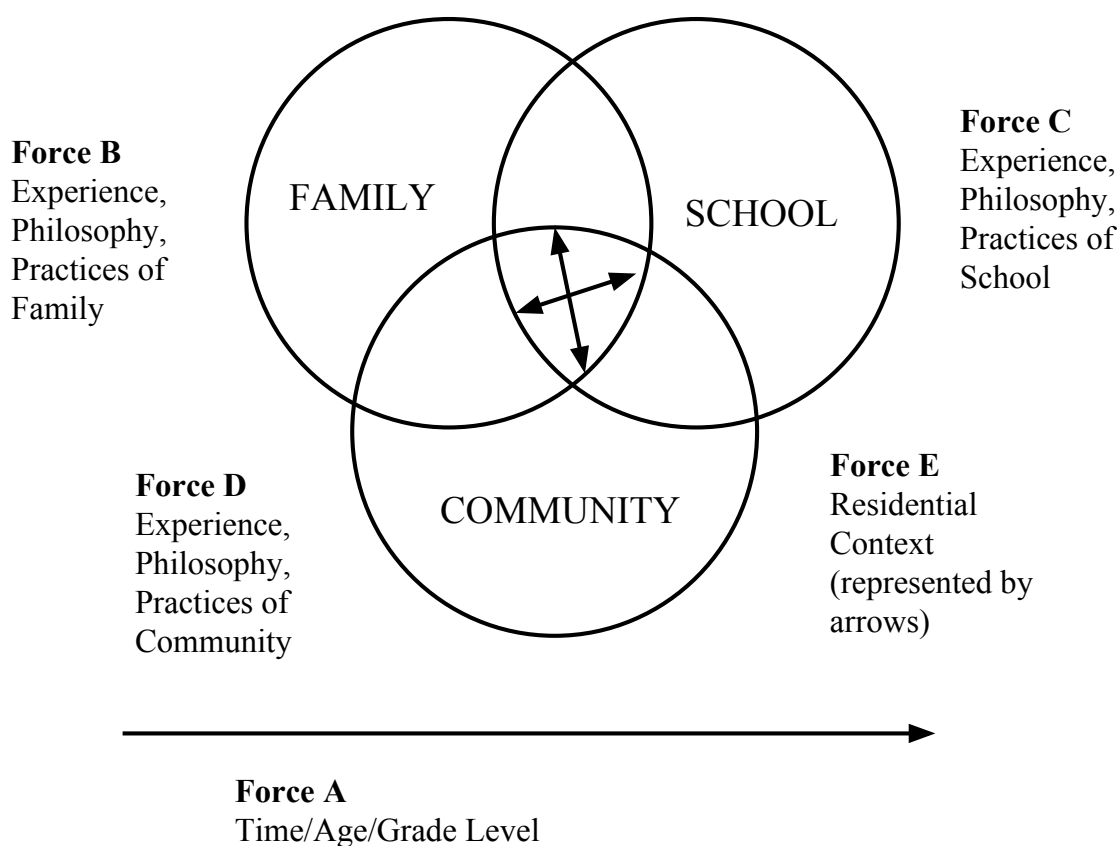 Force B
Experience,
Philosophy,
Practices of
Family
FAMILY
SCHOOL
Force C
Experience,
Philosophy,
Practices of
School
Force D
Experience,
Philosophy,
Practices of
Community
COMMUNITY
Force E
Residential
Context
(represented by
arrows)
Force A
Time/Age/Grade Level